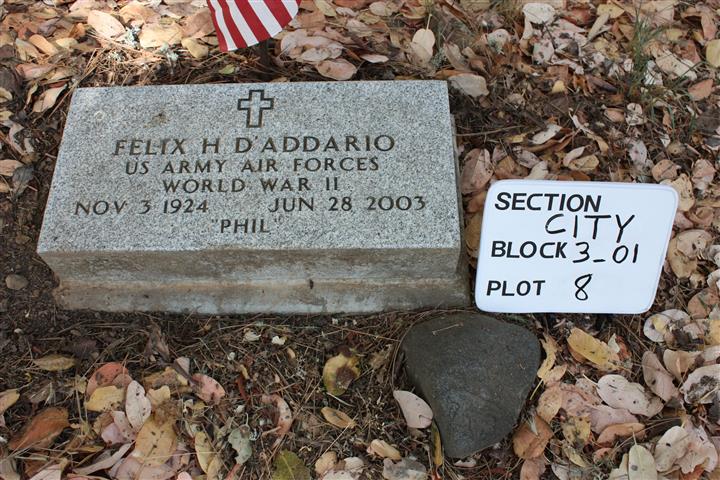 FELIX H D'ADDARIO
US ARMY AIR FORCES
WORLD WAR II
NOV 3 1924 JUN 28 2003
"PHIL"
SECTION CITY
BLOCK 3-01
PLOT 8